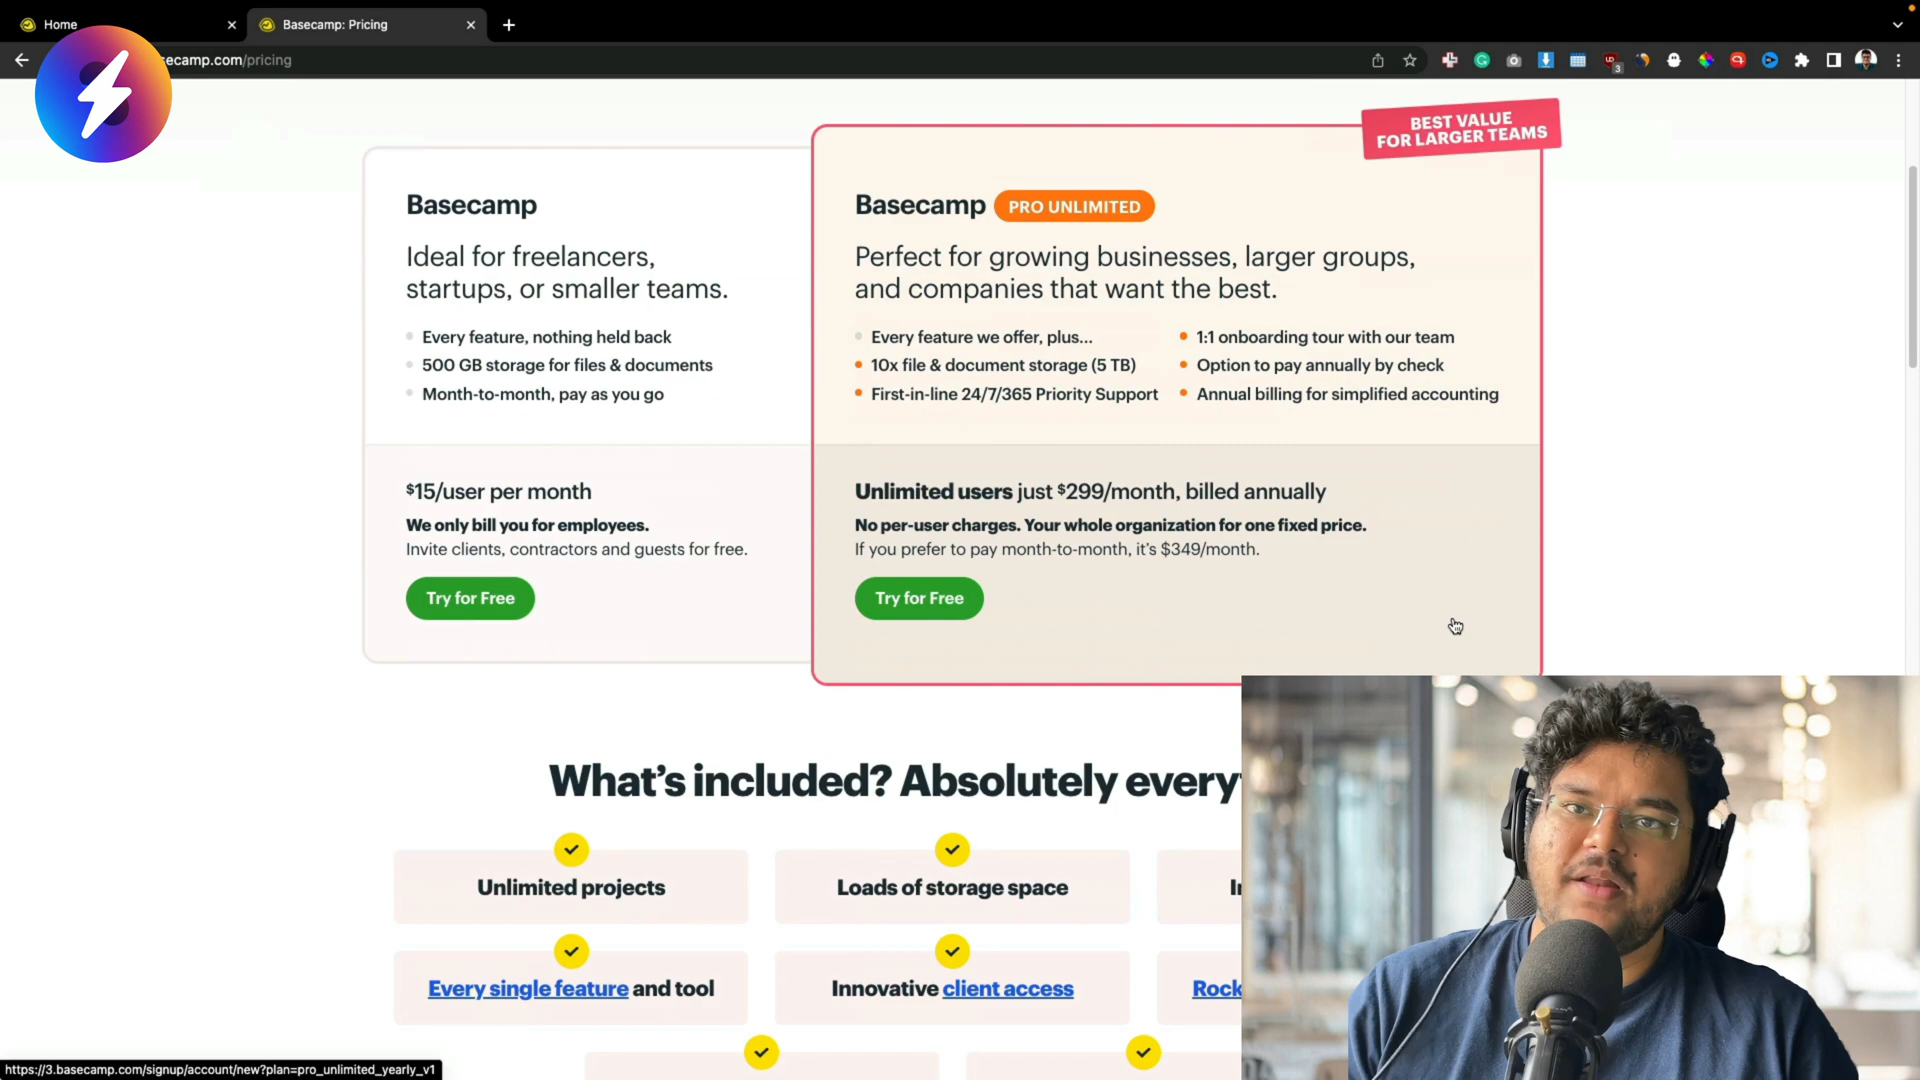 Home
Basecamp: Pricing
ecamp.com/pricing
3
BEST VALUE
FOR LARGER TEAMS
Basecamp
Ideal for freelancers,
startups, or smaller teams.
Every feature, nothing held back
500 GB storage for files & documents
Month-to-month, pay as you go
$15/user per month
We only bill you for employees.
Invite clients, contractors and guests for free.
Try for Free
Basecamp PRO UNLIMITED
Perfect for growing businesses, larger groups,
and companies that want the best.
Every feature we offer, plus...
10x file & document storage (5 TB)
First-in-line 24/7/365 Priority Support
1:1 onboarding tour with our team
Option to pay annually by check
Annual billing for simplified accounting
Unlimited users just $299/month, billed annually
No per-user charges. Your whole organization for one fixed price.
If you prefer to pay month-to-month, it's $349/month.
Try for Free
What's included? Absolutely every
Unlimited projects
Loads of storage space
Every single feature and tool
Innovative client access
Rock
https://3.basecamp.com/signup/account/new?plan=pro_unlimited_yearly_v1